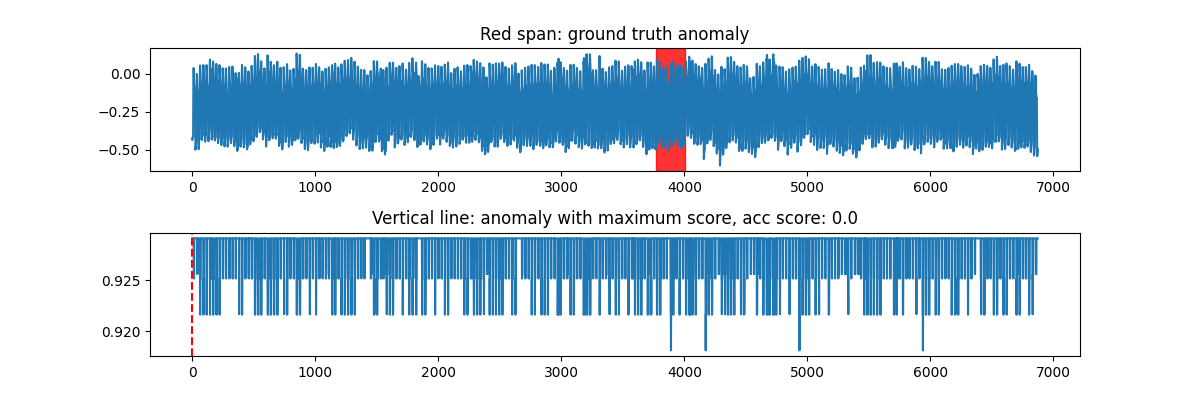 Red span: ground truth anomaly
0.00
−0.25
−0.50
0 1000 2000 3000 4000 5000 6000 7000
Vertical line: anomaly with maximum score, acc score: 0.0
0.925
0.920
0 1000 2000 3000 4000 5000 6000 7000